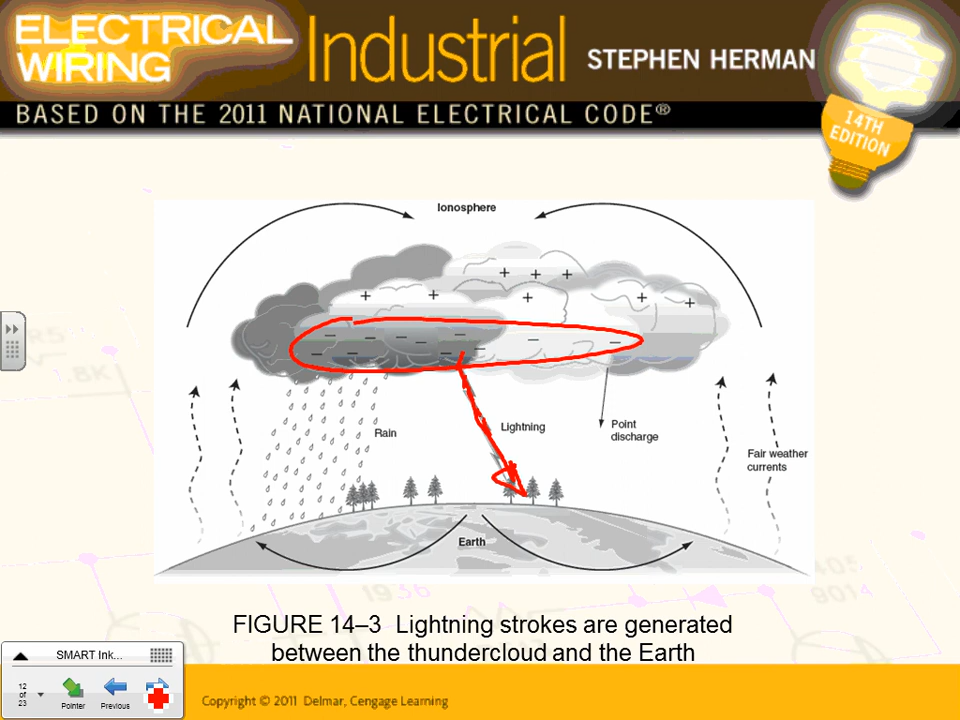 ELECTRICAL
WIRING
Industrial
STEPHEN HERMAN
BASED ON THE 2011 NATIONAL ELECTRICAL CODE®
14TH
EDITION
Ionosphere
Rain
Lightning
Point
discharge
Fair weather
currents
Earth
FIGURE 14–3 Lightning strokes are generated
between the thundercloud and the Earth
SMART Ink...
12
of
23
Pointer
Previous
Copyright © 2011 Delmar, Cengage Learning